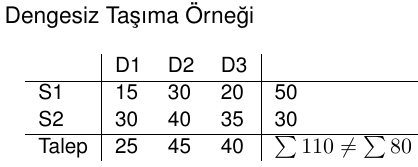 Dengesiz Taşıma Örneği
D1 D2 D3
S1 15 30 20 50
S2 30 40 35 30
Talep 25 45 40 ∑ 110 ≠ ∑ 80